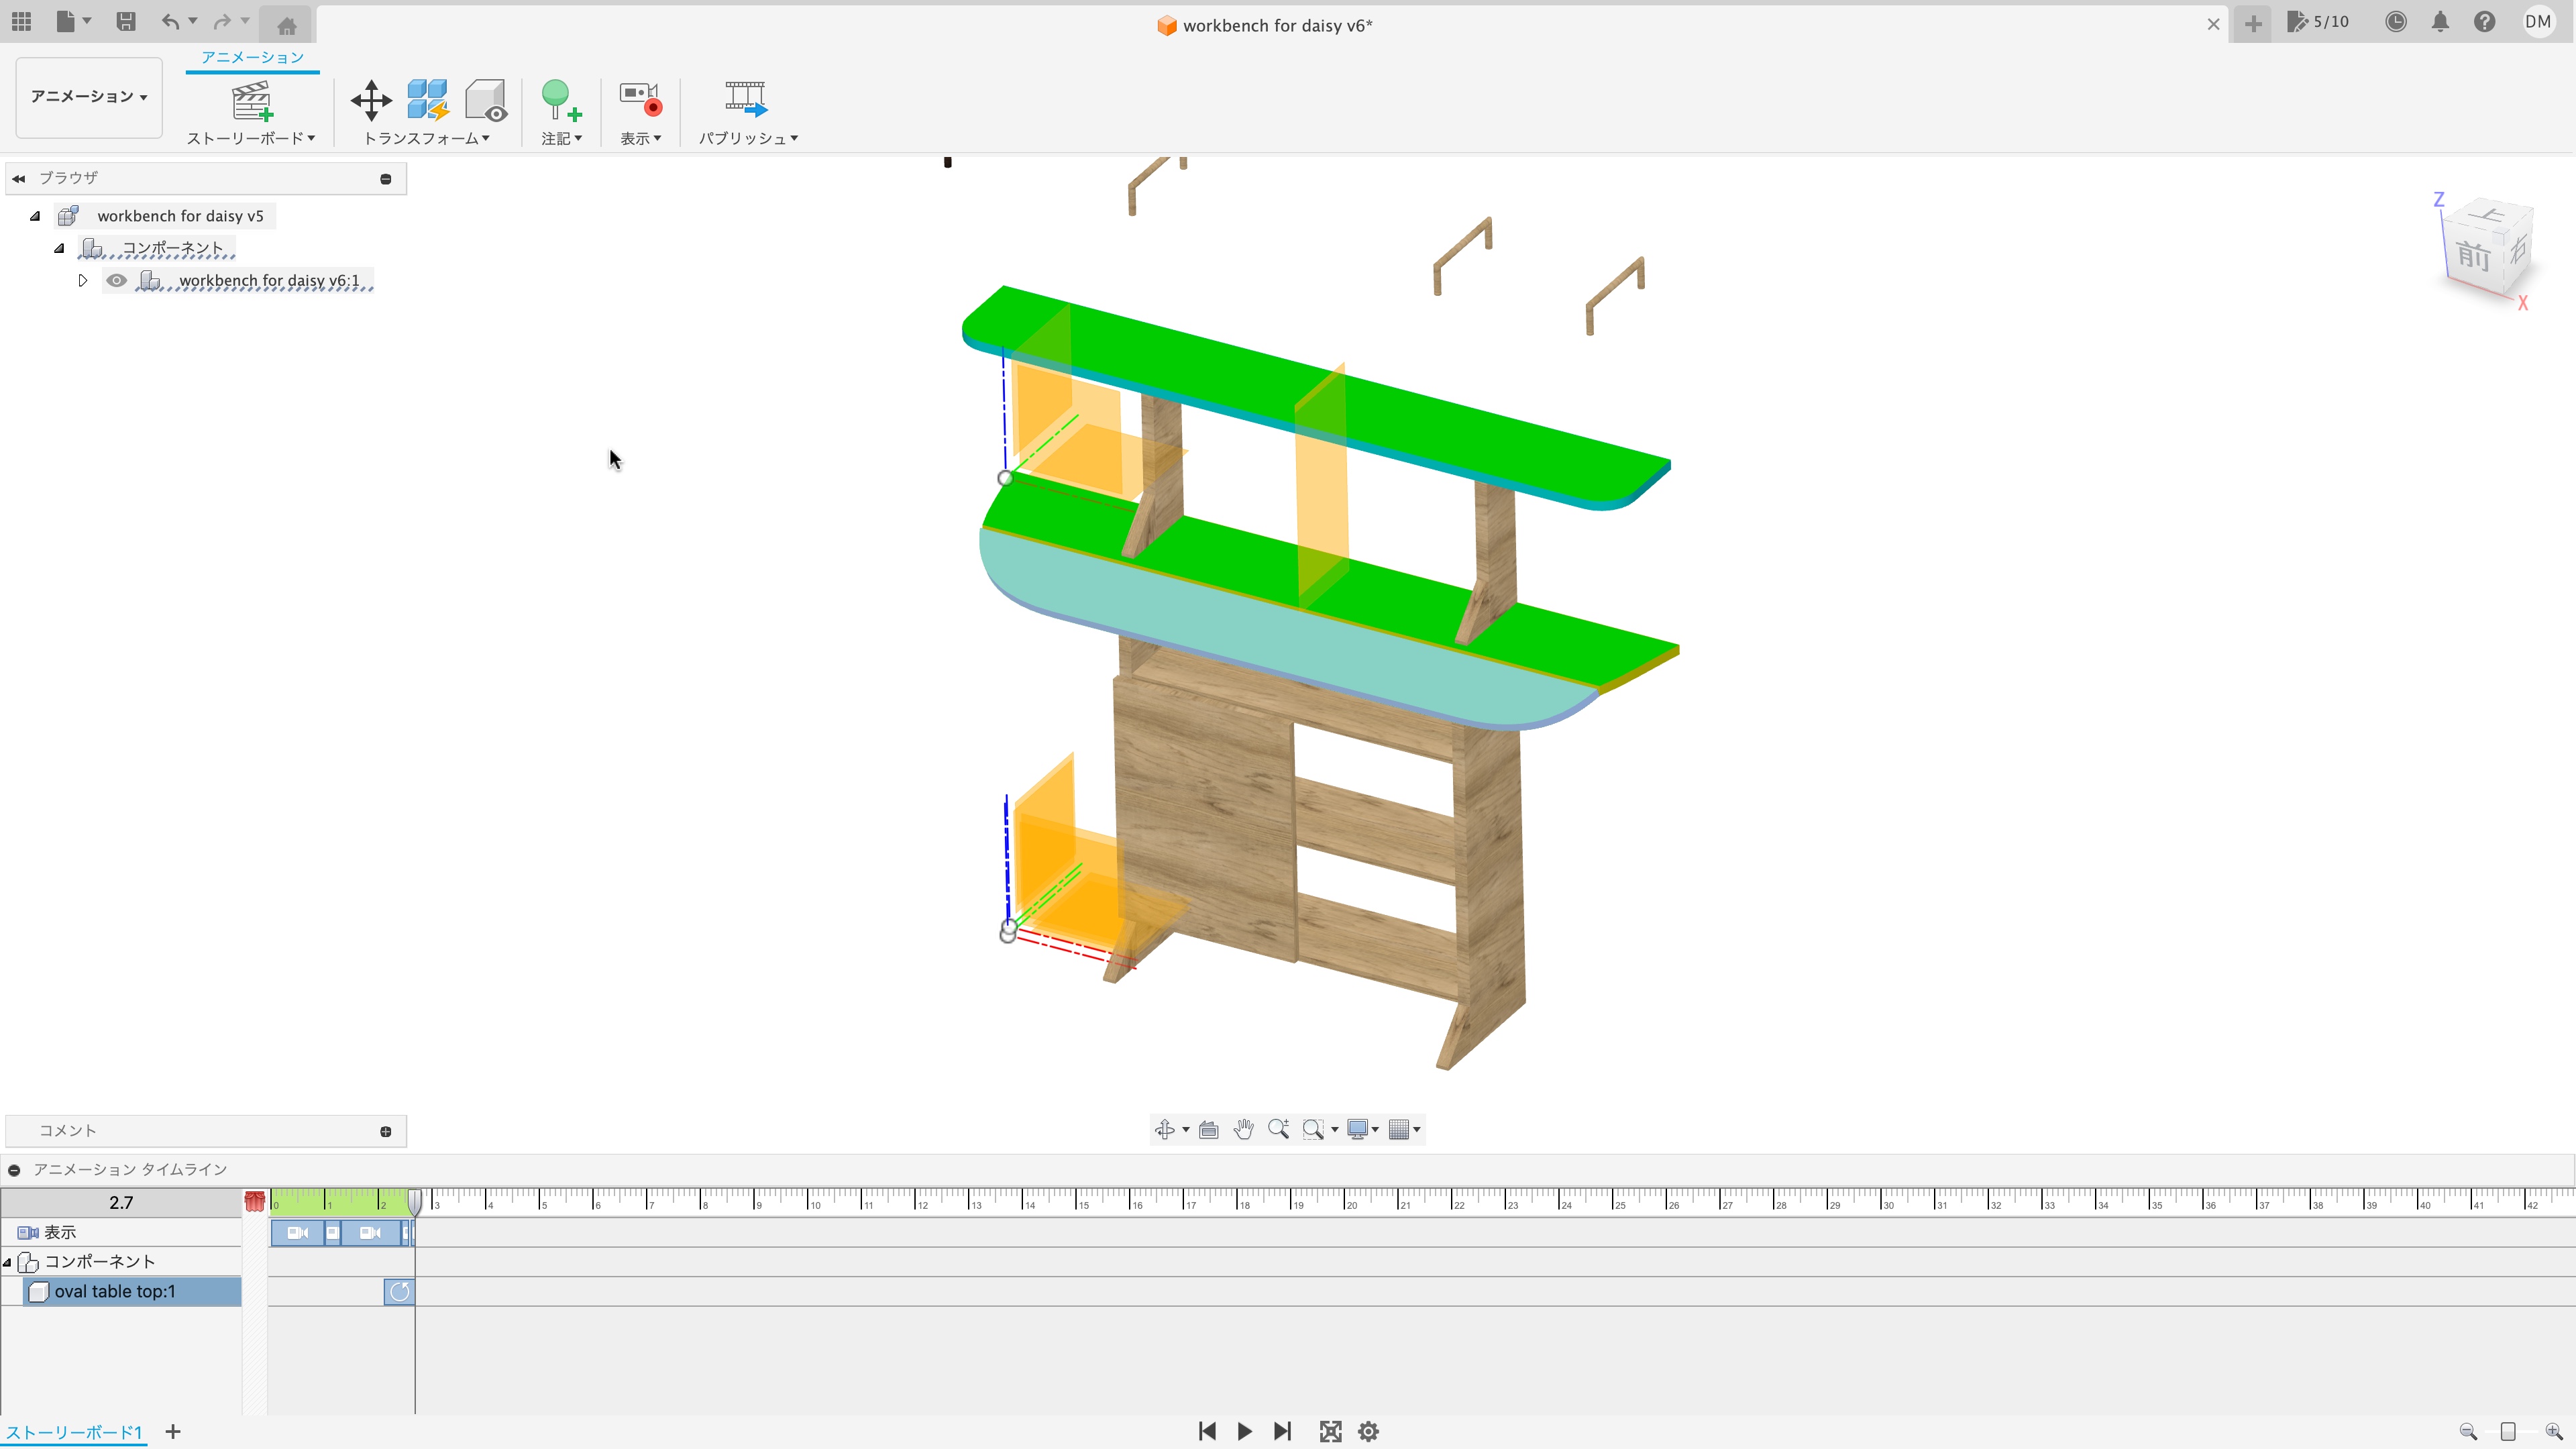 workbench for daisy v6*
5/10
DM
アニメーション
アニメーション
ストーリーボード
トランスフォーム
注記
表示
パブリッシュ
ブラウザ
workbench for daisy v5
コンポーネント
workbench for daisy v6:1
Z
上
前
右
X
コメント
アニメーション タイムライン
2.7
0 1 2 3 4 5 6 7 8 9 10 11 12 13 14 15 16 17 18 19 20 21 22 23 24 25 26 27 28 29 30 31 32 33 34 35 36 37 38 39 40 41 42
表示
コンポーネント
oval table top:1
ストーリーボード1